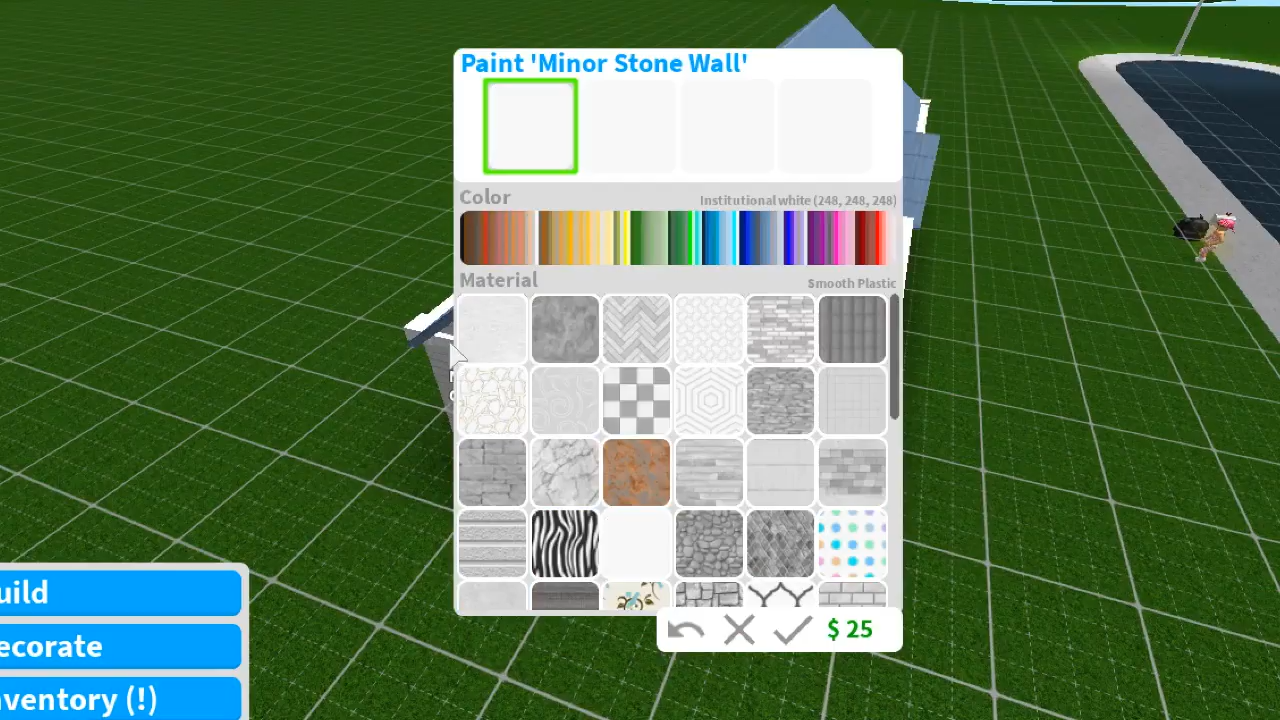 Paint 'Minor Stone Wall'
Color
Institutional white (248, 248, 248)
Material
Smooth Plastic
uild
ecorate
nventory (!)
$ 25